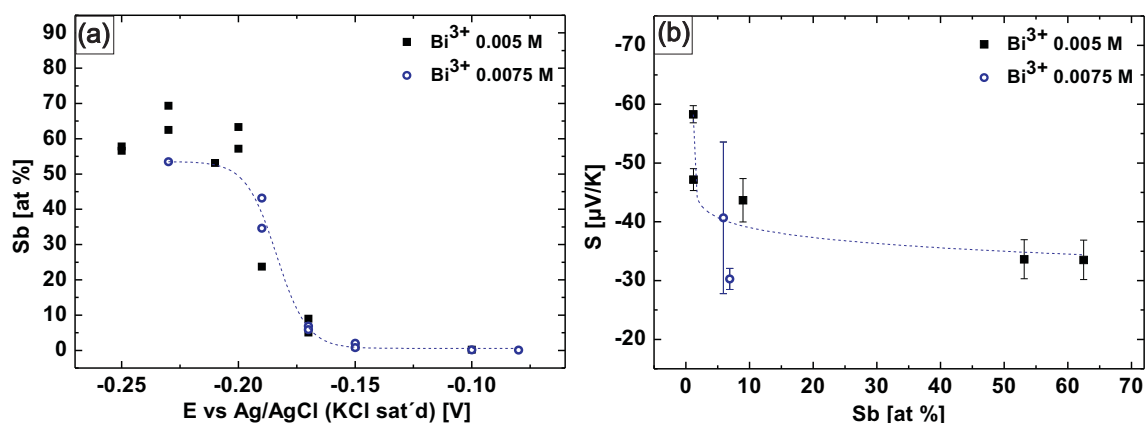 (a)
Bi³⁺ 0.005 M
Bi³⁺ 0.0075 M
90
80
70
60
50
40
30
20
10
0
Sb [at %]
-0.25 -0.20 -0.15 -0.10
E vs Ag/AgCl (KCl sat´d) [V]
(b)
Bi³⁺ 0.005 M
Bi³⁺ 0.0075 M
-70
-60
-50
-40
-30
-20
S [µV/K]
0 10 20 30 40 50 60 70
Sb [at %]